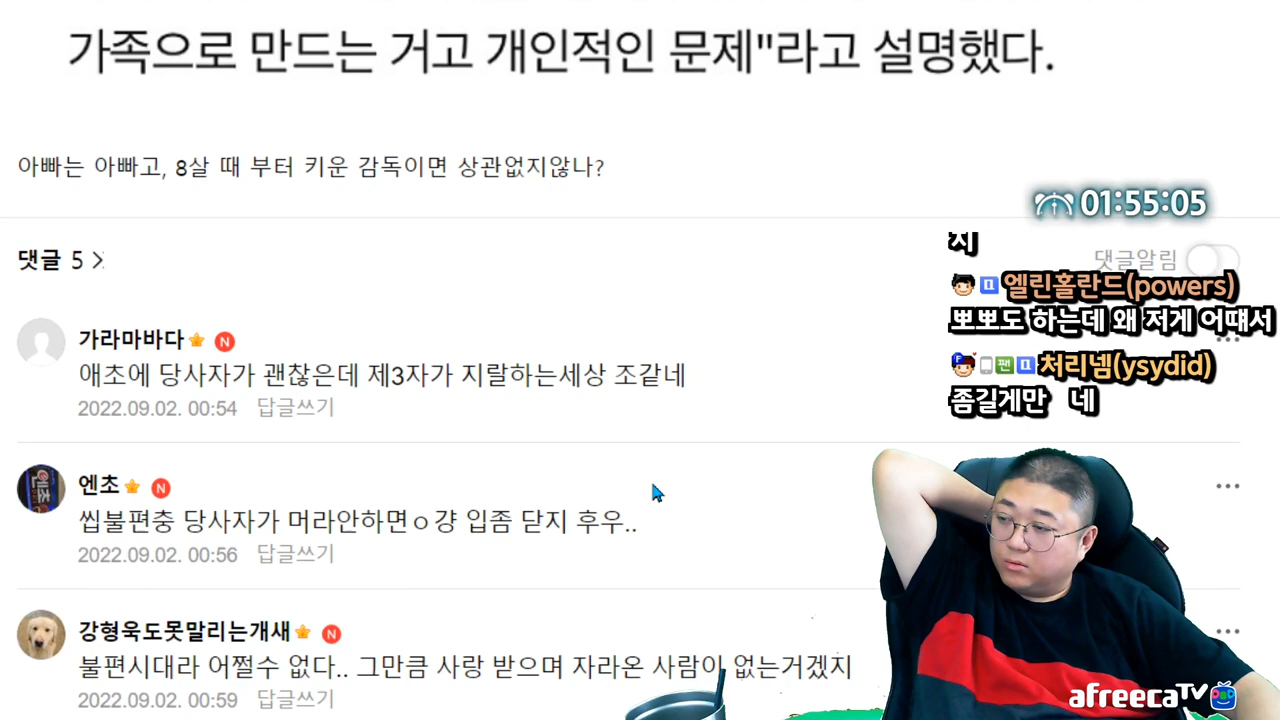 가족으로 만드는 거고 개인적인 문제"라고 설명했다.
아빠는 아빠고, 8살 때 부터 키운 감독이면 상관없지않나?
01:55:05
댓글 5
댓글알림
지
엘린홀란드(powers)
뽀뽀도 하는데 왜 저게 어떄서
처리넴(ysydid)
좀길게만 네
가라마바다 N
애초에 당사자가 괜찮은데 제3자가 지랄하는세상 조같네
2022.09.02. 00:54 답글쓰기
엔초 N
씹불편충 당사자가 머라안하면ㅇ걍 입좀 닫지 후우..
2022.09.02. 00:56 답글쓰기
강형욱도못말리는개새 N
불편시대라 어쩔수 없다.. 그만큼 사랑 받으며 자라온 사람이 없는거겠지
2022.09.02. 00:59 답글쓰기
afreecaTV